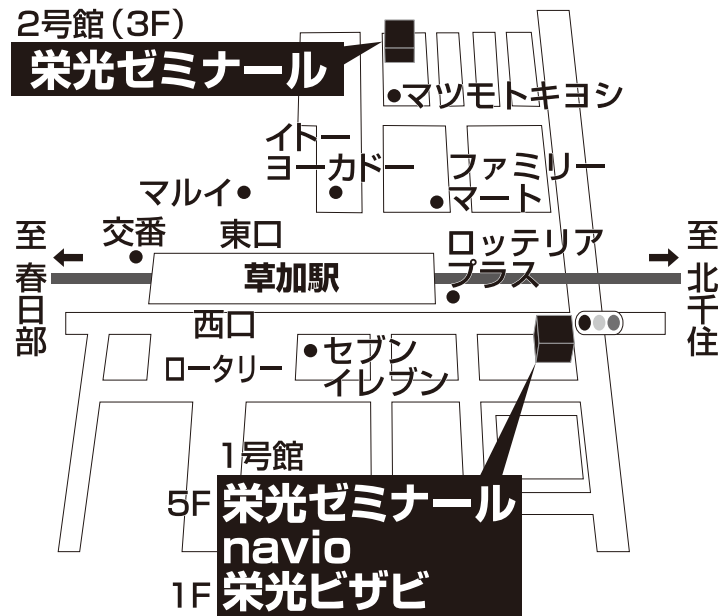 2号館(3F)
栄光ゼミナール
マツモトキヨシ
イトー
ヨーカドー
ファミリー
マート
マルイ
交番
東口
ロッテリア
プラス
至 春日部
草加駅
至 北千住
西口
ロータリー
セブン
イレブン
1号館
5F 栄光ゼミナール
navio
1F 栄光ビザビ